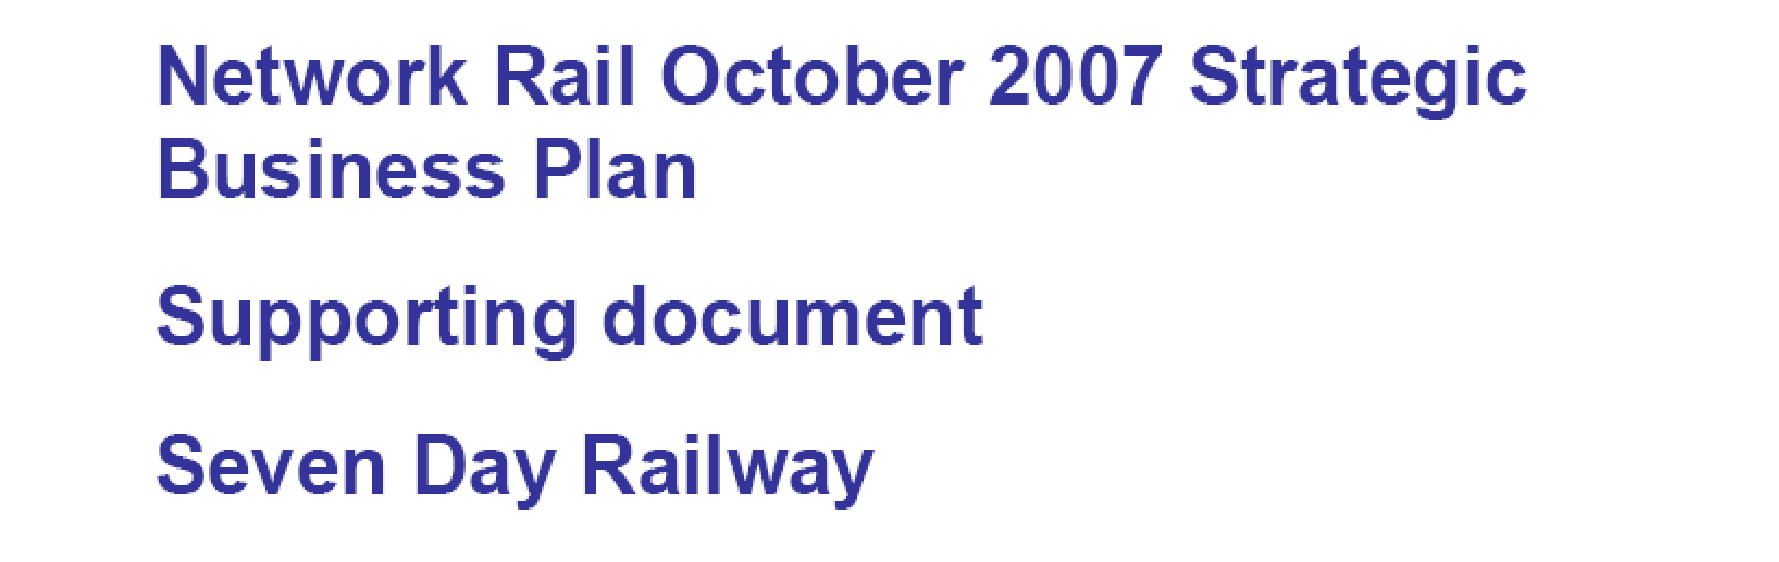 Network Rail October 2007 Strategic
Business Plan
Supporting document
Seven Day Railway